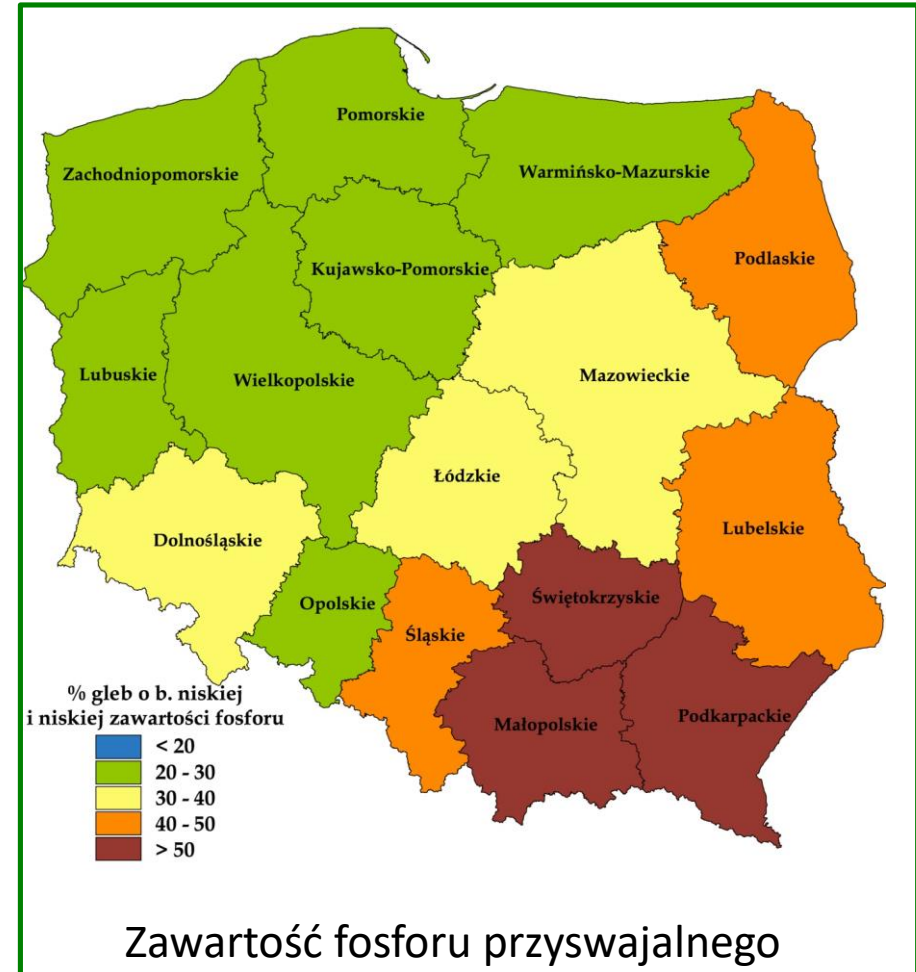 Pomorskie
Zachodniopomorskie
Warmińsko-Mazurskie
Kujawsko-Pomorskie
Podlaskie
Lubuskie
Wielkopolskie
Mazowieckie
Łódzkie
Lubelskie
Dolnośląskie
Opolskie
Świętokrzyskie
Śląskie
Małopolskie
Podkarpackie
% gleb o b. niskiej
i niskiej zawartości fosforu
< 20
20 - 30
30 - 40
40 - 50
> 50
Zawartość fosforu przyswajalnego